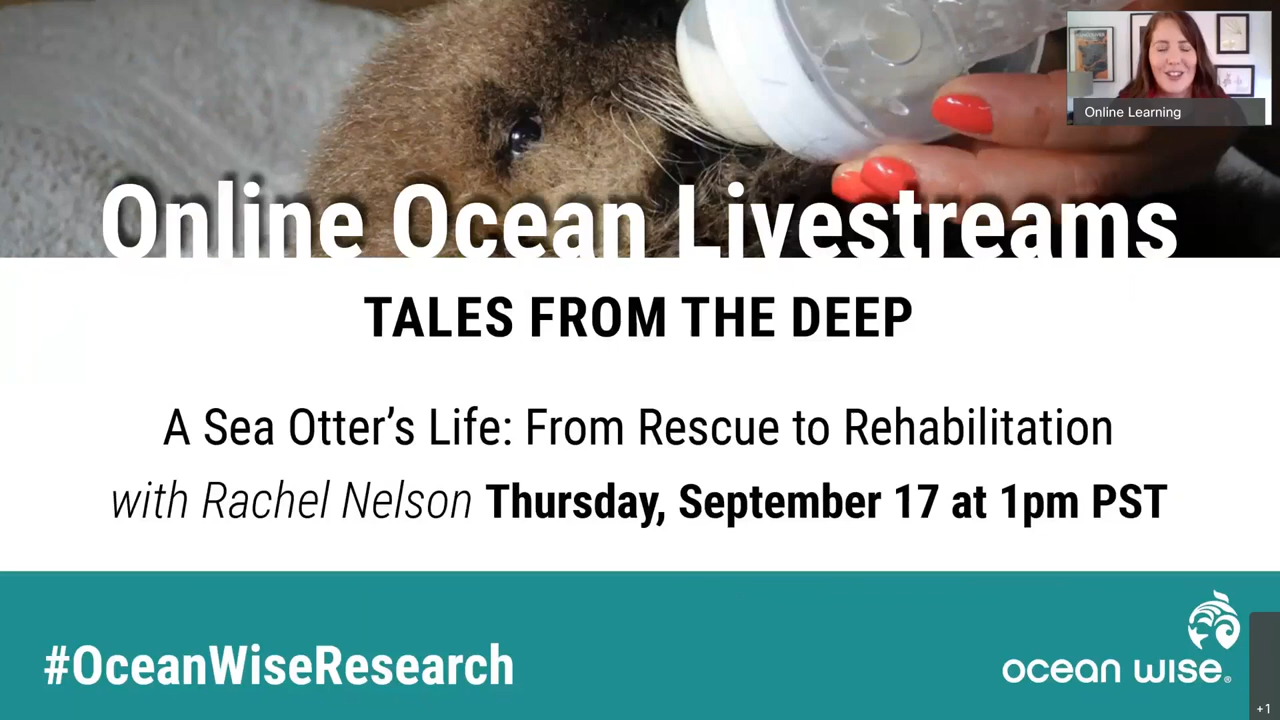 Online Learning
Online Ocean Livestreams
TALES FROM THE DEEP
A Sea Otter's Life: From Rescue to Rehabilitation
with Rachel Nelson Thursday, September 17 at 1pm PST
#OceanWiseResearch
ocean wise®
+1